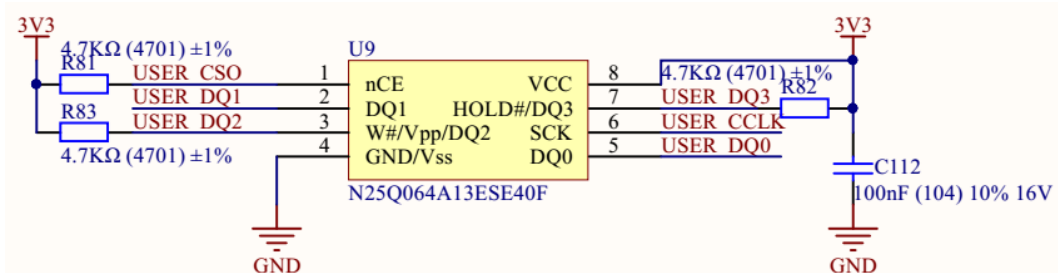 3V3
3V3
4.7KΩ (4701) ±1%
U9
R81
USER_CSO
1
nCE
VCC
8
4.7KΩ (4701) ±1%
USER_DQ1
2
DQ1
HOLD#/DQ3
7
USER_DQ3
R82
R83
USER_DQ2
3
W#/Vpp/DQ2
SCK
6
USER_CCLK
4.7KΩ (4701) ±1%
4
GND/Vss
DQ0
5
USER_DQ0
N25Q064A13ESE40F
C112
100nF (104) 10% 16V
GND
GND